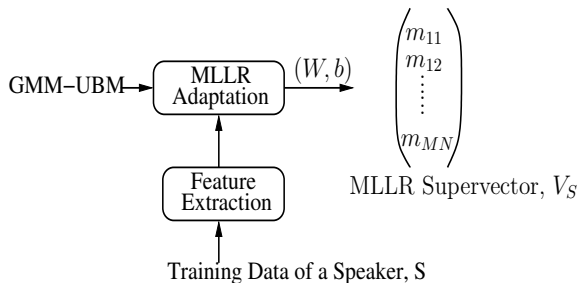 GMM–UBM
MLLR
Adaptation
(W, b)
m11
m12
......
mMN
MLLR Supervector, VS
Feature
Extraction
Training Data of a Speaker, S